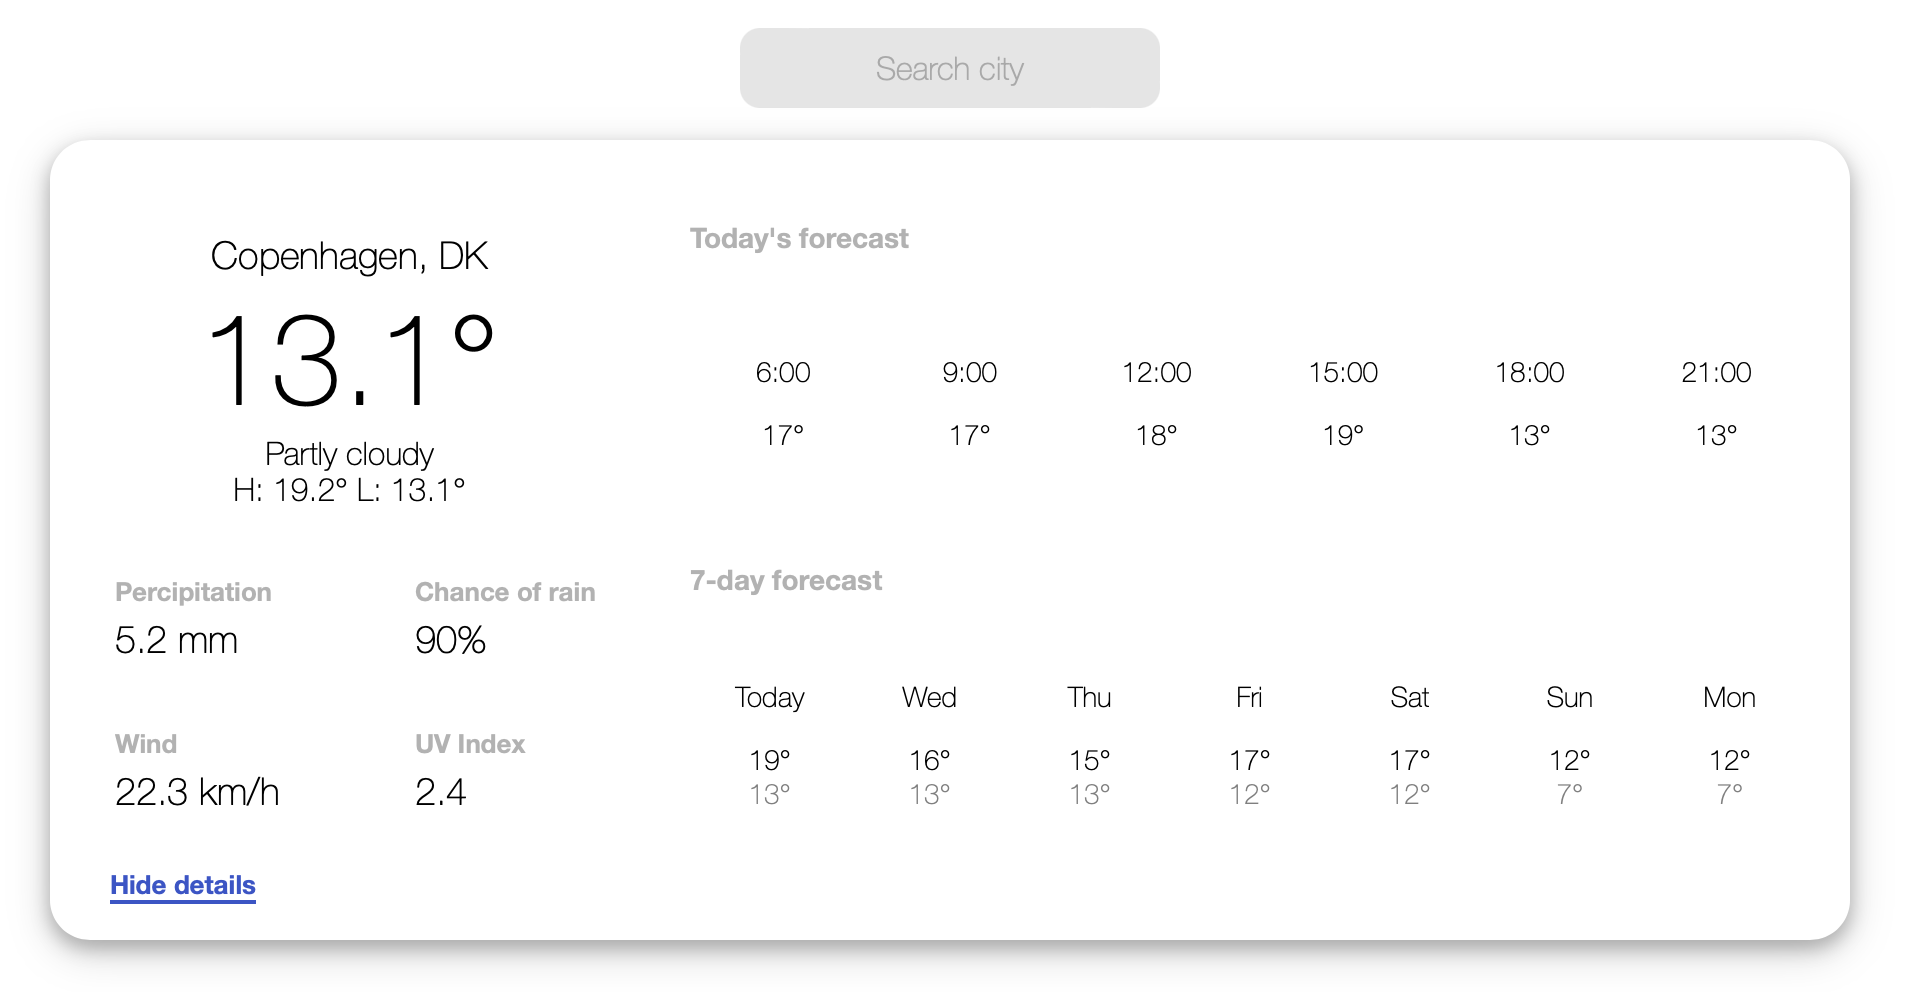 Search city
Copenhagen, DK
13.1°
Partly cloudy
H: 19.2° L: 13.1°
Percipitation
Chance of rain
5.2 mm
90%
Wind
UV Index
22.3 km/h
2.4
Hide details
Today's forecast
6:00 9:00 12:00 15:00 18:00 21:00
17° 17° 18° 19° 13° 13°
7-day forecast
Today Wed Thu Fri Sat Sun Mon
19° 16° 15° 17° 17° 12° 12°
13° 13° 13° 12° 12° 7° 7°